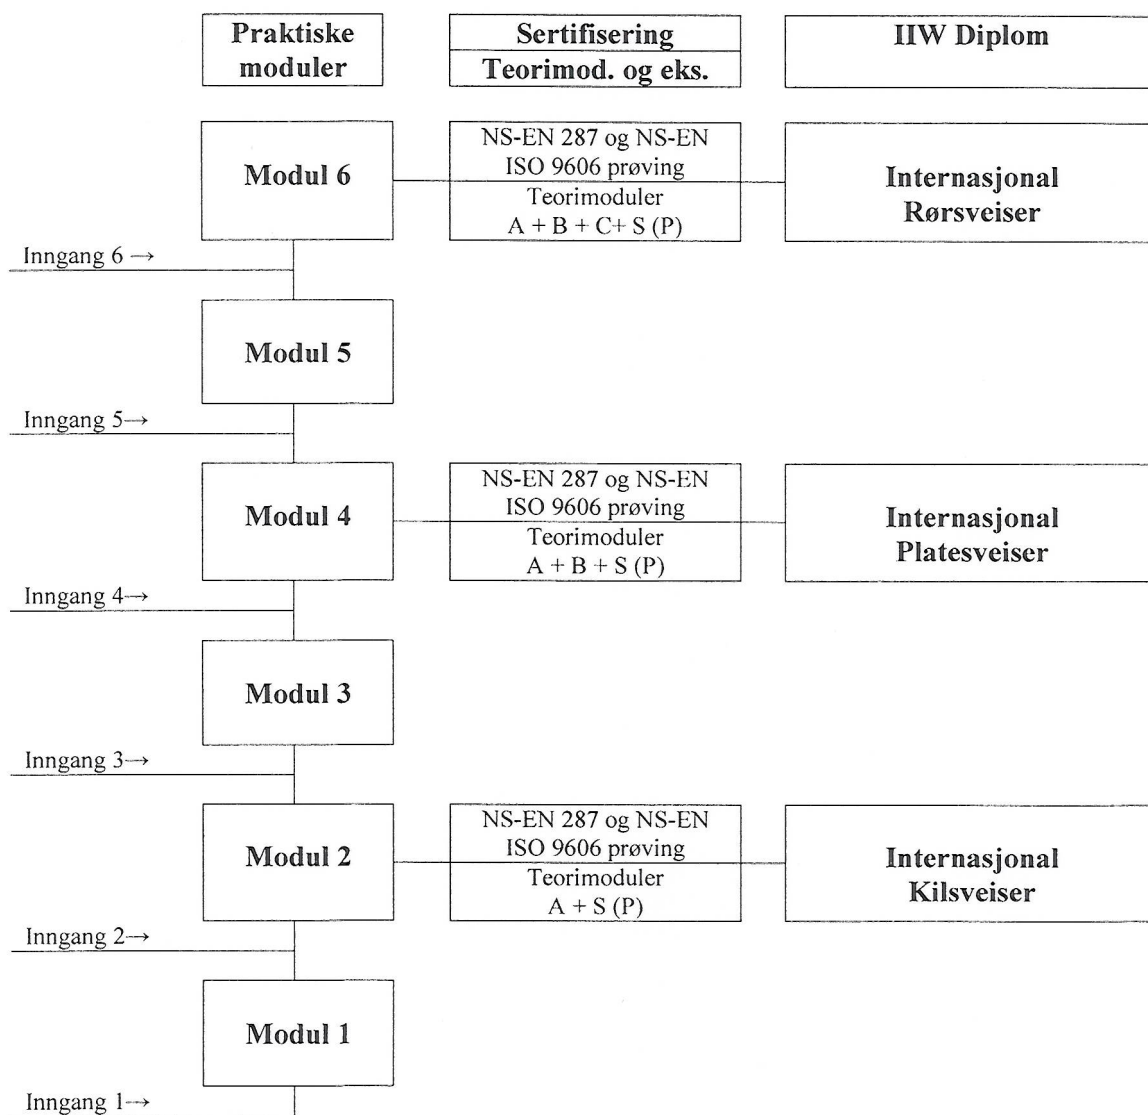 Praktiske
moduler
Sertifisering
Teorimod. og eks.
IIW Diplom
Modul 6
NS-EN 287 og NS-EN
ISO 9606 prøving
Teorimoduler
A + B + C+ S (P)
Internasjonal
Rørsveiser
Inngang 6 →
Modul 5
Inngang 5→
Modul 4
NS-EN 287 og NS-EN
ISO 9606 prøving
Teorimoduler
A + B + S (P)
Internasjonal
Platesveiser
Inngang 4→
Modul 3
Inngang 3→
Modul 2
NS-EN 287 og NS-EN
ISO 9606 prøving
Teorimoduler
A + S (P)
Internasjonal
Kilsveiser
Inngang 2→
Modul 1
Inngang 1→